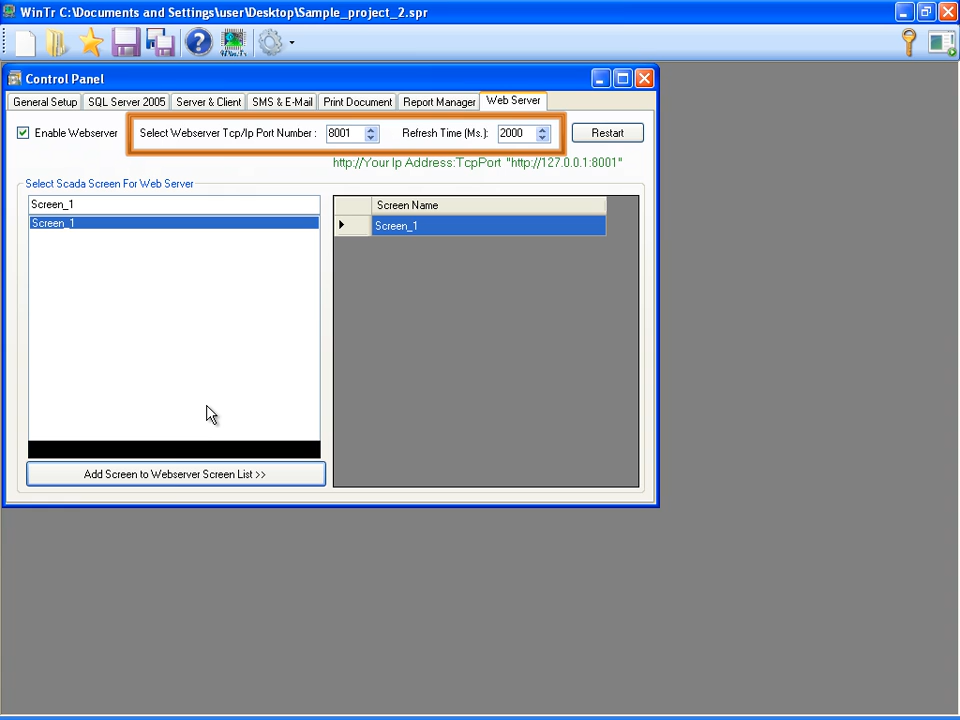 WinTr C:\Documents and Settings\user\Desktop\Sample_project_2.spr
Control Panel
General Setup SQL Server 2005 Server & Client SMS & E-Mail Print Document Report Manager Web Server
Enable Webserver Select Webserver Tcp/Ip Port Number : 8001 Refresh Time (Ms.): 2000 Restart
http://Your Ip Address:TcpPort "http://127.0.0.1:8001"
Select Scada Screen For Web Server
Screen_1
Screen_1
Add Screen to Webserver Screen List >>
Screen Name
Screen_1